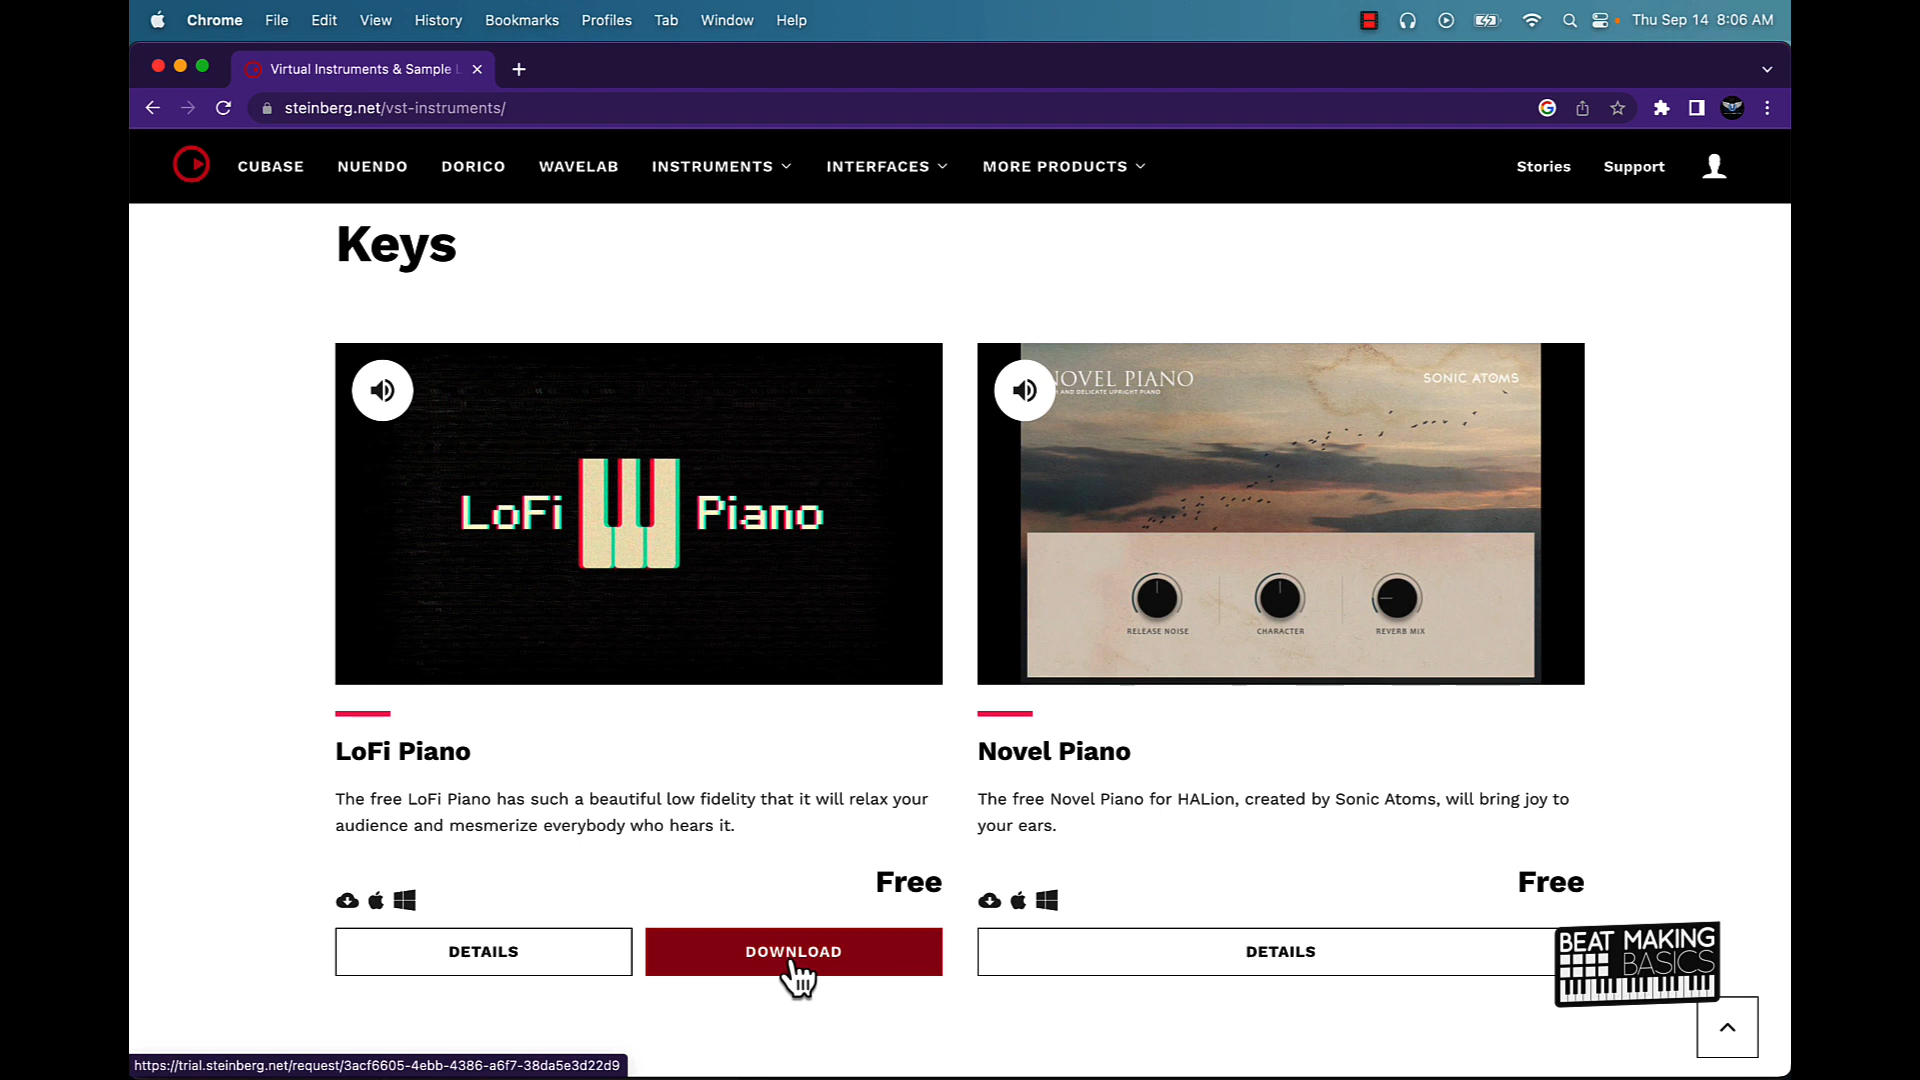 Chrome File Edit View History Bookmarks Profiles Tab Window Help Thu Sep 14 8:06 AM
Virtual Instruments & Sample
steinberg.net/vst-instruments/
CUBASE NUENDO DORICO WAVELAB INSTRUMENTS INTERFACES MORE PRODUCTS Stories Support
Keys
LoFi Piano
NOVEL PIANO
AND DELICATE UPRIGHT PIANO
SONIC ATOMS
RELEASE NOISE CHARACTER REVERB MIX
LoFi Piano
The free LoFi Piano has such a beautiful low fidelity that it will relax your
audience and mesmerize everybody who hears it.
Free
DETAILS DOWNLOAD
Novel Piano
The free Novel Piano for HALion, created by Sonic Atoms, will bring joy to
your ears.
Free
DETAILS
BEAT MAKING
BASICS
https://trial.steinberg.net/request/3acf6605-4ebb-4386-a6f7-38da5e3d22d9